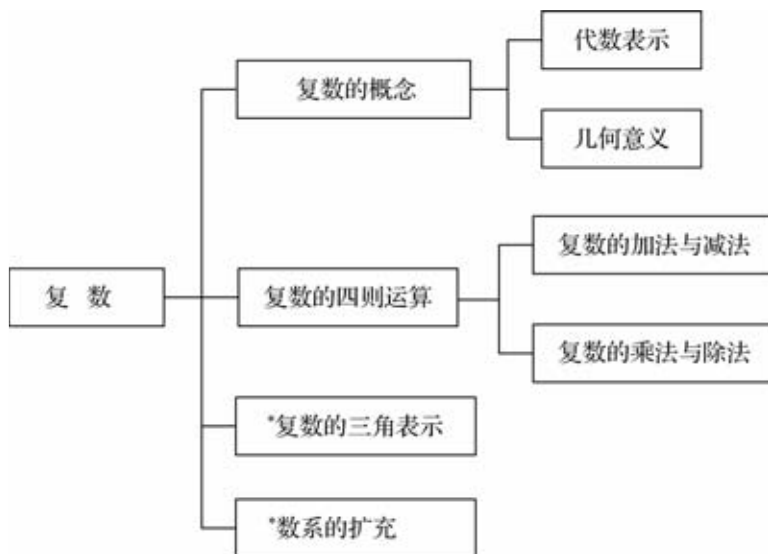 代数表示
复数的概念
几何意义
复数的加法与减法
复 数
复数的四则运算
复数的乘法与除法
*复数的三角表示
*数系的扩充